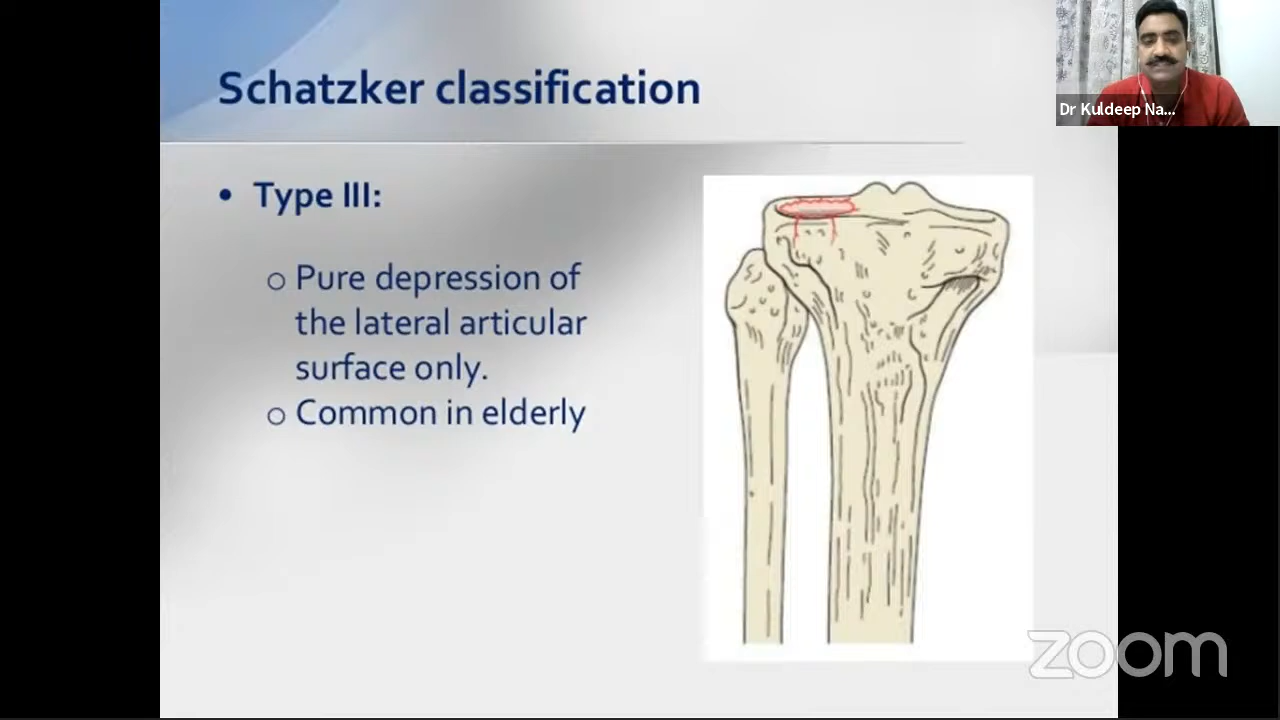 Schatzker classification
• Type III:
o Pure depression of
the lateral articular
surface only.
o Common in elderly
Dr Kuldeep Na...
zoom